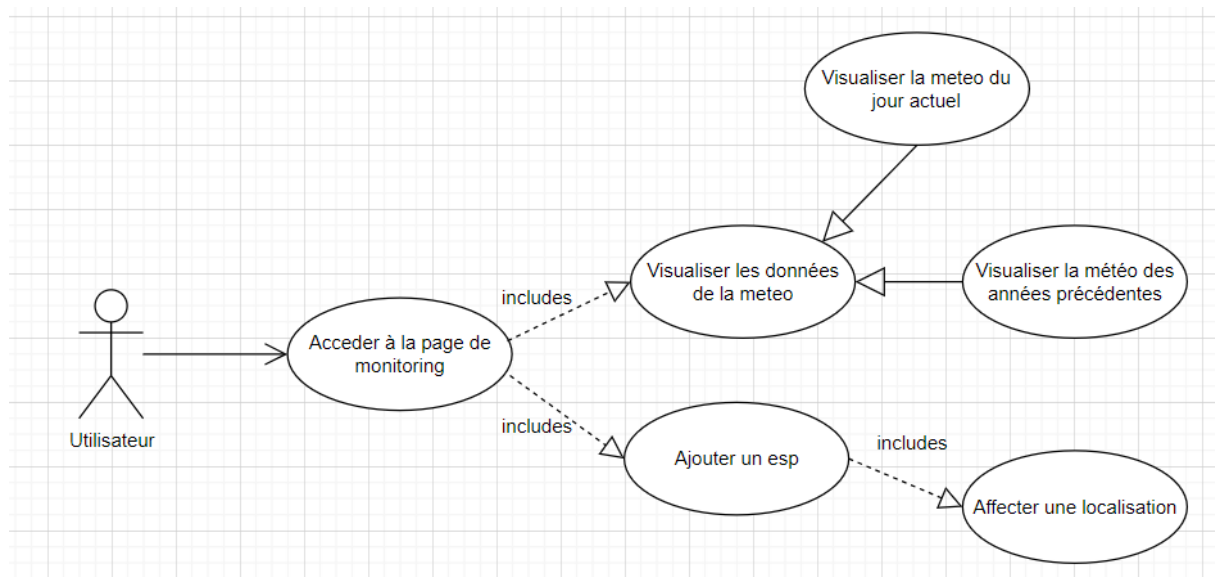 Visualiser la meteo du
jour actuel
Visualiser les données
de la meteo
Visualiser la météo des
années précédentes
includes
Acceder à la page de
monitoring
includes
Utilisateur
Ajouter un esp
includes
Affecter une localisation